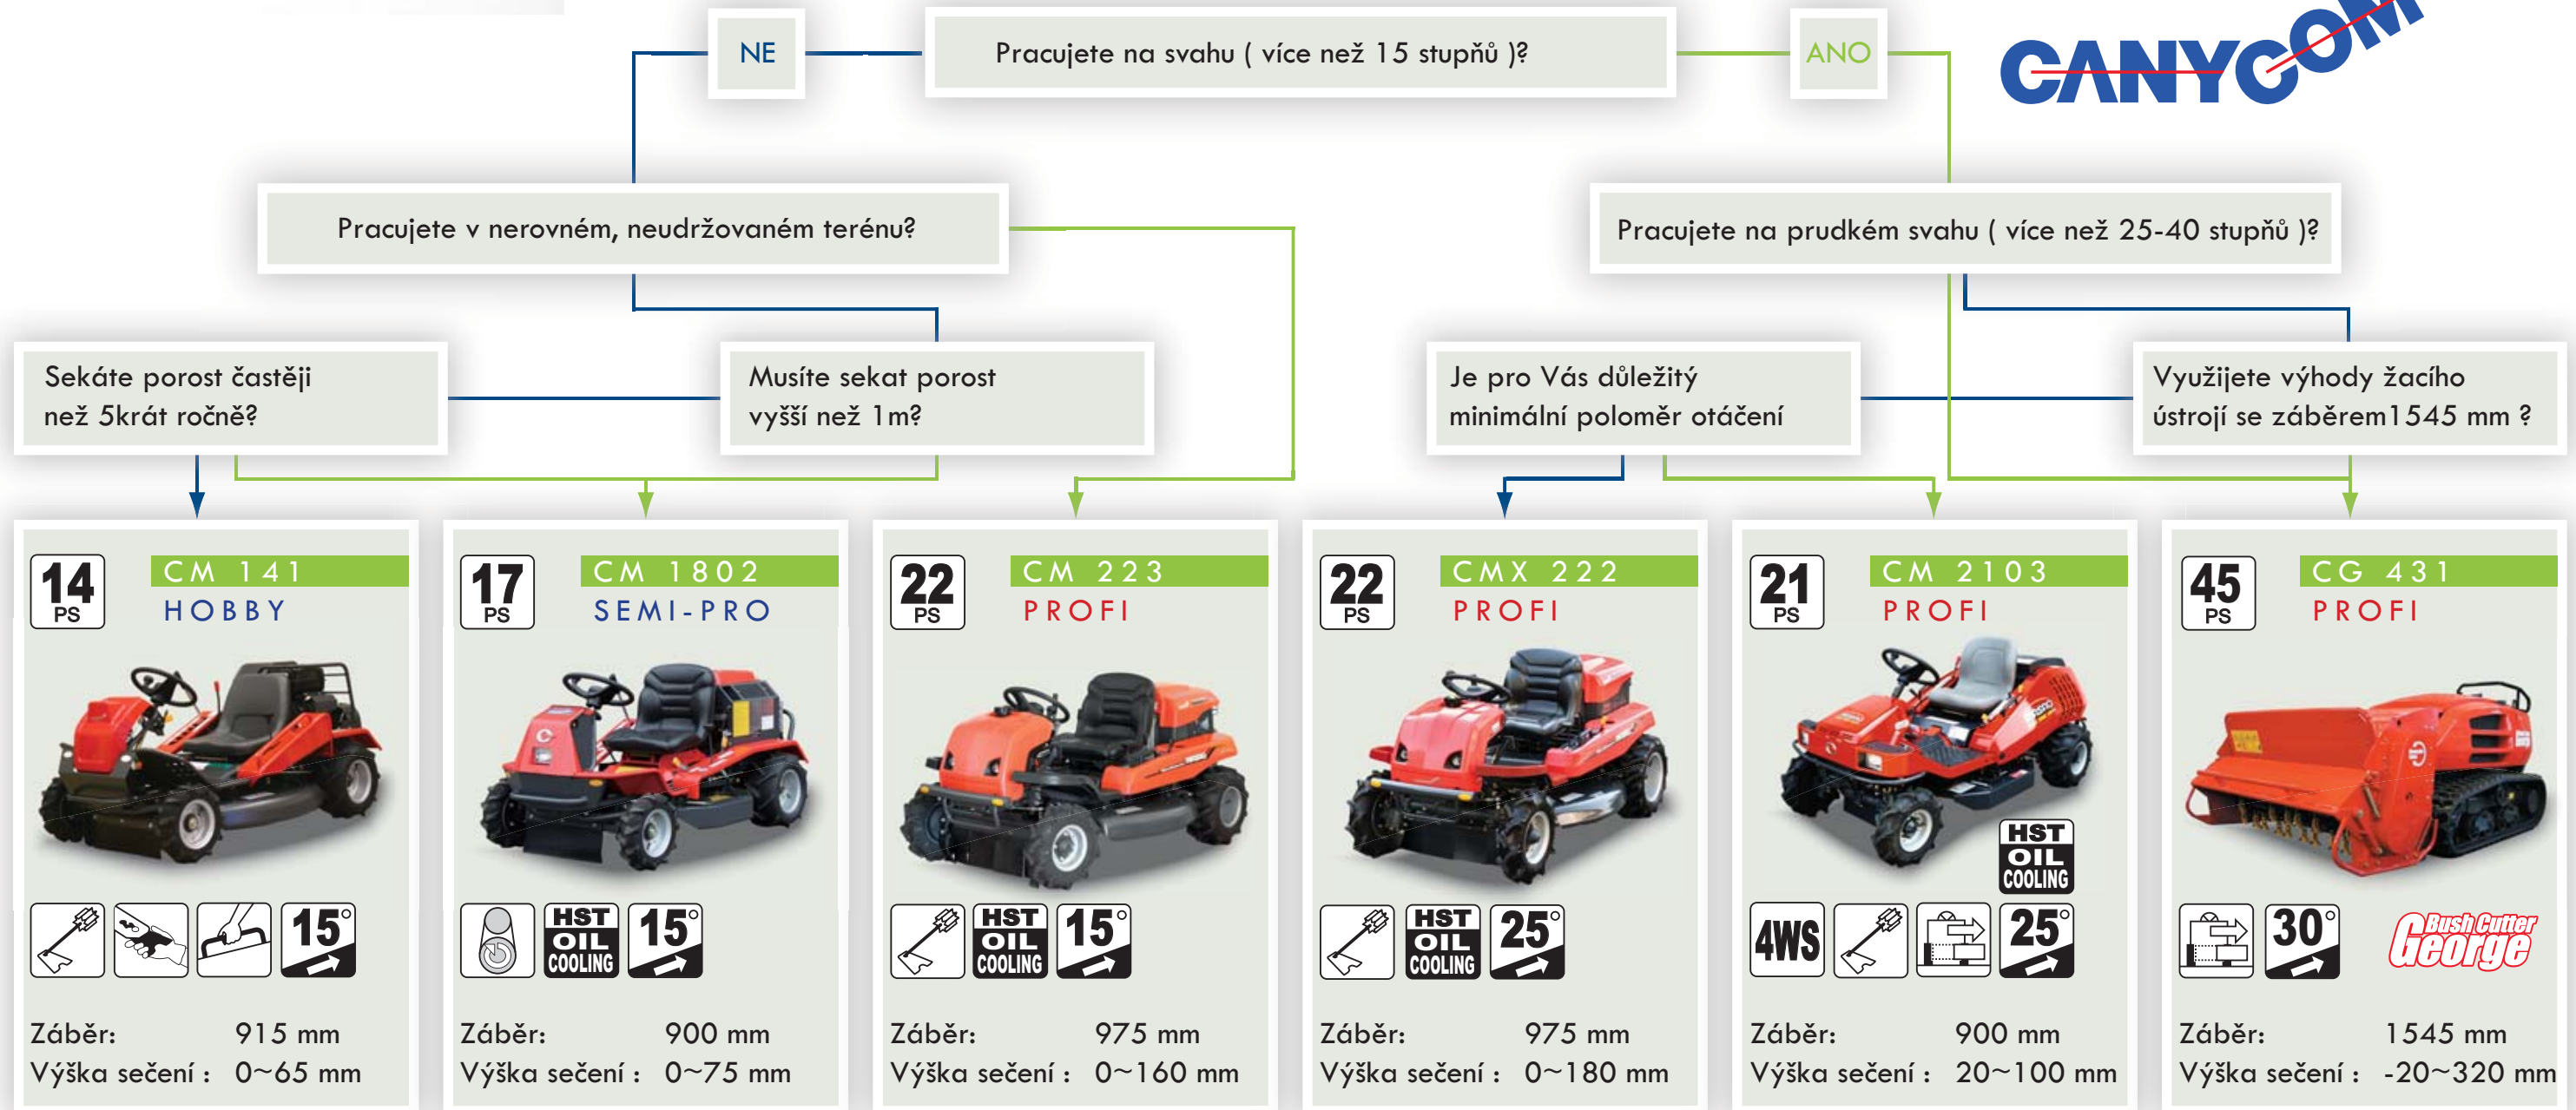 NE
Pracujete na svahu ( více než 15 stupňů )?
ANO
CANYCOM
Pracujete v nerovném, neudržovaném terénu?
Pracujete na prudkém svahu ( více než 25-40 stupňů )?
Sekáte porost častěji
než 5krát ročně?
Musíte sekat porost
vyšší než 1m?
Je pro Vás důležitý
minimální poloměr otáčení
Využijete výhody žacího
ústrojí se záběrem1545 mm ?
14
PS
CM 141
HOBBY
15°
Záběr: 915 mm
Výška sečení : 0~65 mm
17
PS
CM 1802
SEMI-PRO
HST
OIL
COOLING
15°
Záběr: 900 mm
Výška sečení : 0~75 mm
22
PS
CM 223
PROFI
HST
OIL
COOLING
15°
Záběr: 975 mm
Výška sečení : 0~160 mm
22
PS
CMX 222
PROFI
HST
OIL
COOLING
25°
Záběr: 975 mm
Výška sečení : 0~180 mm
21
PS
CM 2103
PROFI
HST
OIL
COOLING
4WS
25°
Záběr: 900 mm
Výška sečení : 20~100 mm
45
PS
CG 431
PROFI
30°
Bush Cutter
George
Záběr: 1545 mm
Výška sečení : -20~320 mm